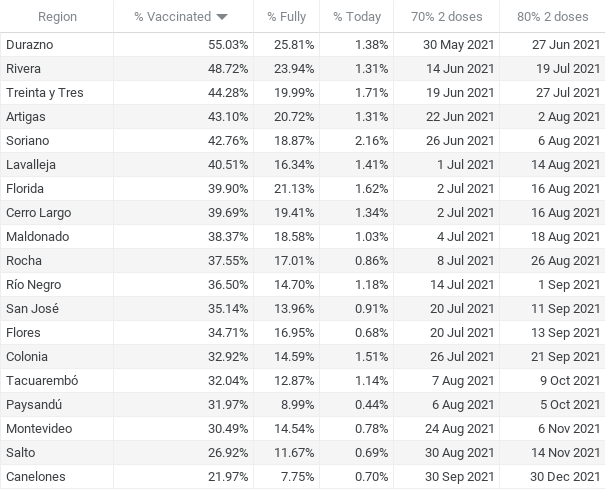 Region % Vaccinated % Fully % Today 70% 2 doses 80% 2 doses
Durazno 55.03% 25.81% 1.38% 30 May 2021 27 Jun 2021
Rivera 48.72% 23.94% 1.31% 14 Jun 2021 19 Jul 2021
Treinta y Tres 44.28% 19.99% 1.71% 19 Jun 2021 27 Jul 2021
Artigas 43.10% 20.72% 1.31% 22 Jun 2021 2 Aug 2021
Soriano 42.76% 18.87% 2.16% 26 Jun 2021 6 Aug 2021
Lavalleja 40.51% 16.34% 1.41% 1 Jul 2021 14 Aug 2021
Florida 39.90% 21.13% 1.62% 2 Jul 2021 16 Aug 2021
Cerro Largo 39.69% 19.41% 1.34% 2 Jul 2021 16 Aug 2021
Maldonado 38.37% 18.58% 1.03% 4 Jul 2021 18 Aug 2021
Rocha 37.55% 17.01% 0.86% 8 Jul 2021 26 Aug 2021
Río Negro 36.50% 14.70% 1.18% 14 Jul 2021 1 Sep 2021
San José 35.14% 13.96% 0.91% 20 Jul 2021 11 Sep 2021
Flores 34.71% 16.95% 0.68% 20 Jul 2021 13 Sep 2021
Colonia 32.92% 14.59% 1.51% 26 Jul 2021 21 Sep 2021
Tacuarembó 32.04% 12.87% 1.14% 7 Aug 2021 9 Oct 2021
Paysandú 31.97% 8.99% 0.44% 6 Aug 2021 5 Oct 2021
Montevideo 30.49% 14.54% 0.78% 24 Aug 2021 6 Nov 2021
Salto 26.92% 11.67% 0.69% 30 Aug 2021 14 Nov 2021
Canelones 21.97% 7.75% 0.70% 30 Sep 2021 30 Dec 2021